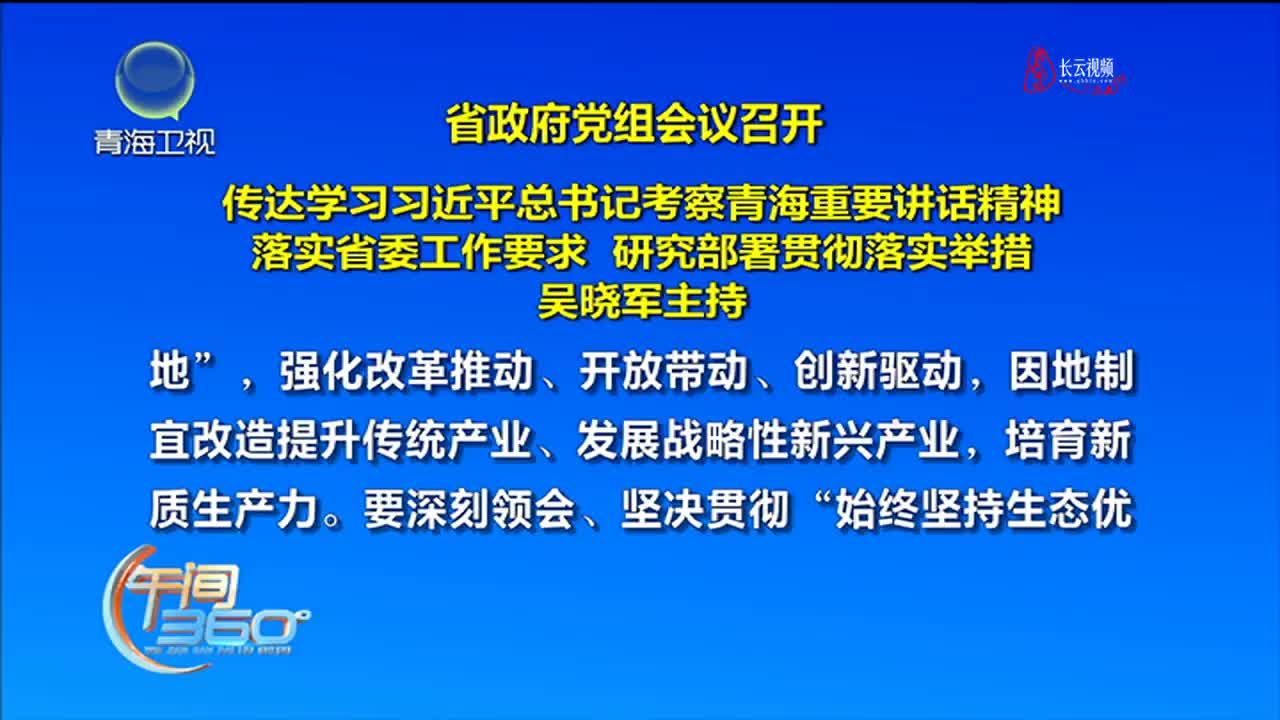 青海卫视
长云视频
省政府党组会议召开
传达学习习近平总书记考察青海重要讲话精神
落实省委工作要求 研究部署贯彻落实举措
吴晓军主持
地”，强化改革推动、开放带动、创新驱动，因地制
宜改造提升传统产业、发展战略性新兴产业，培育新
质生产力。要深刻领会、坚决贯彻“始终坚持生态优
午间
360°